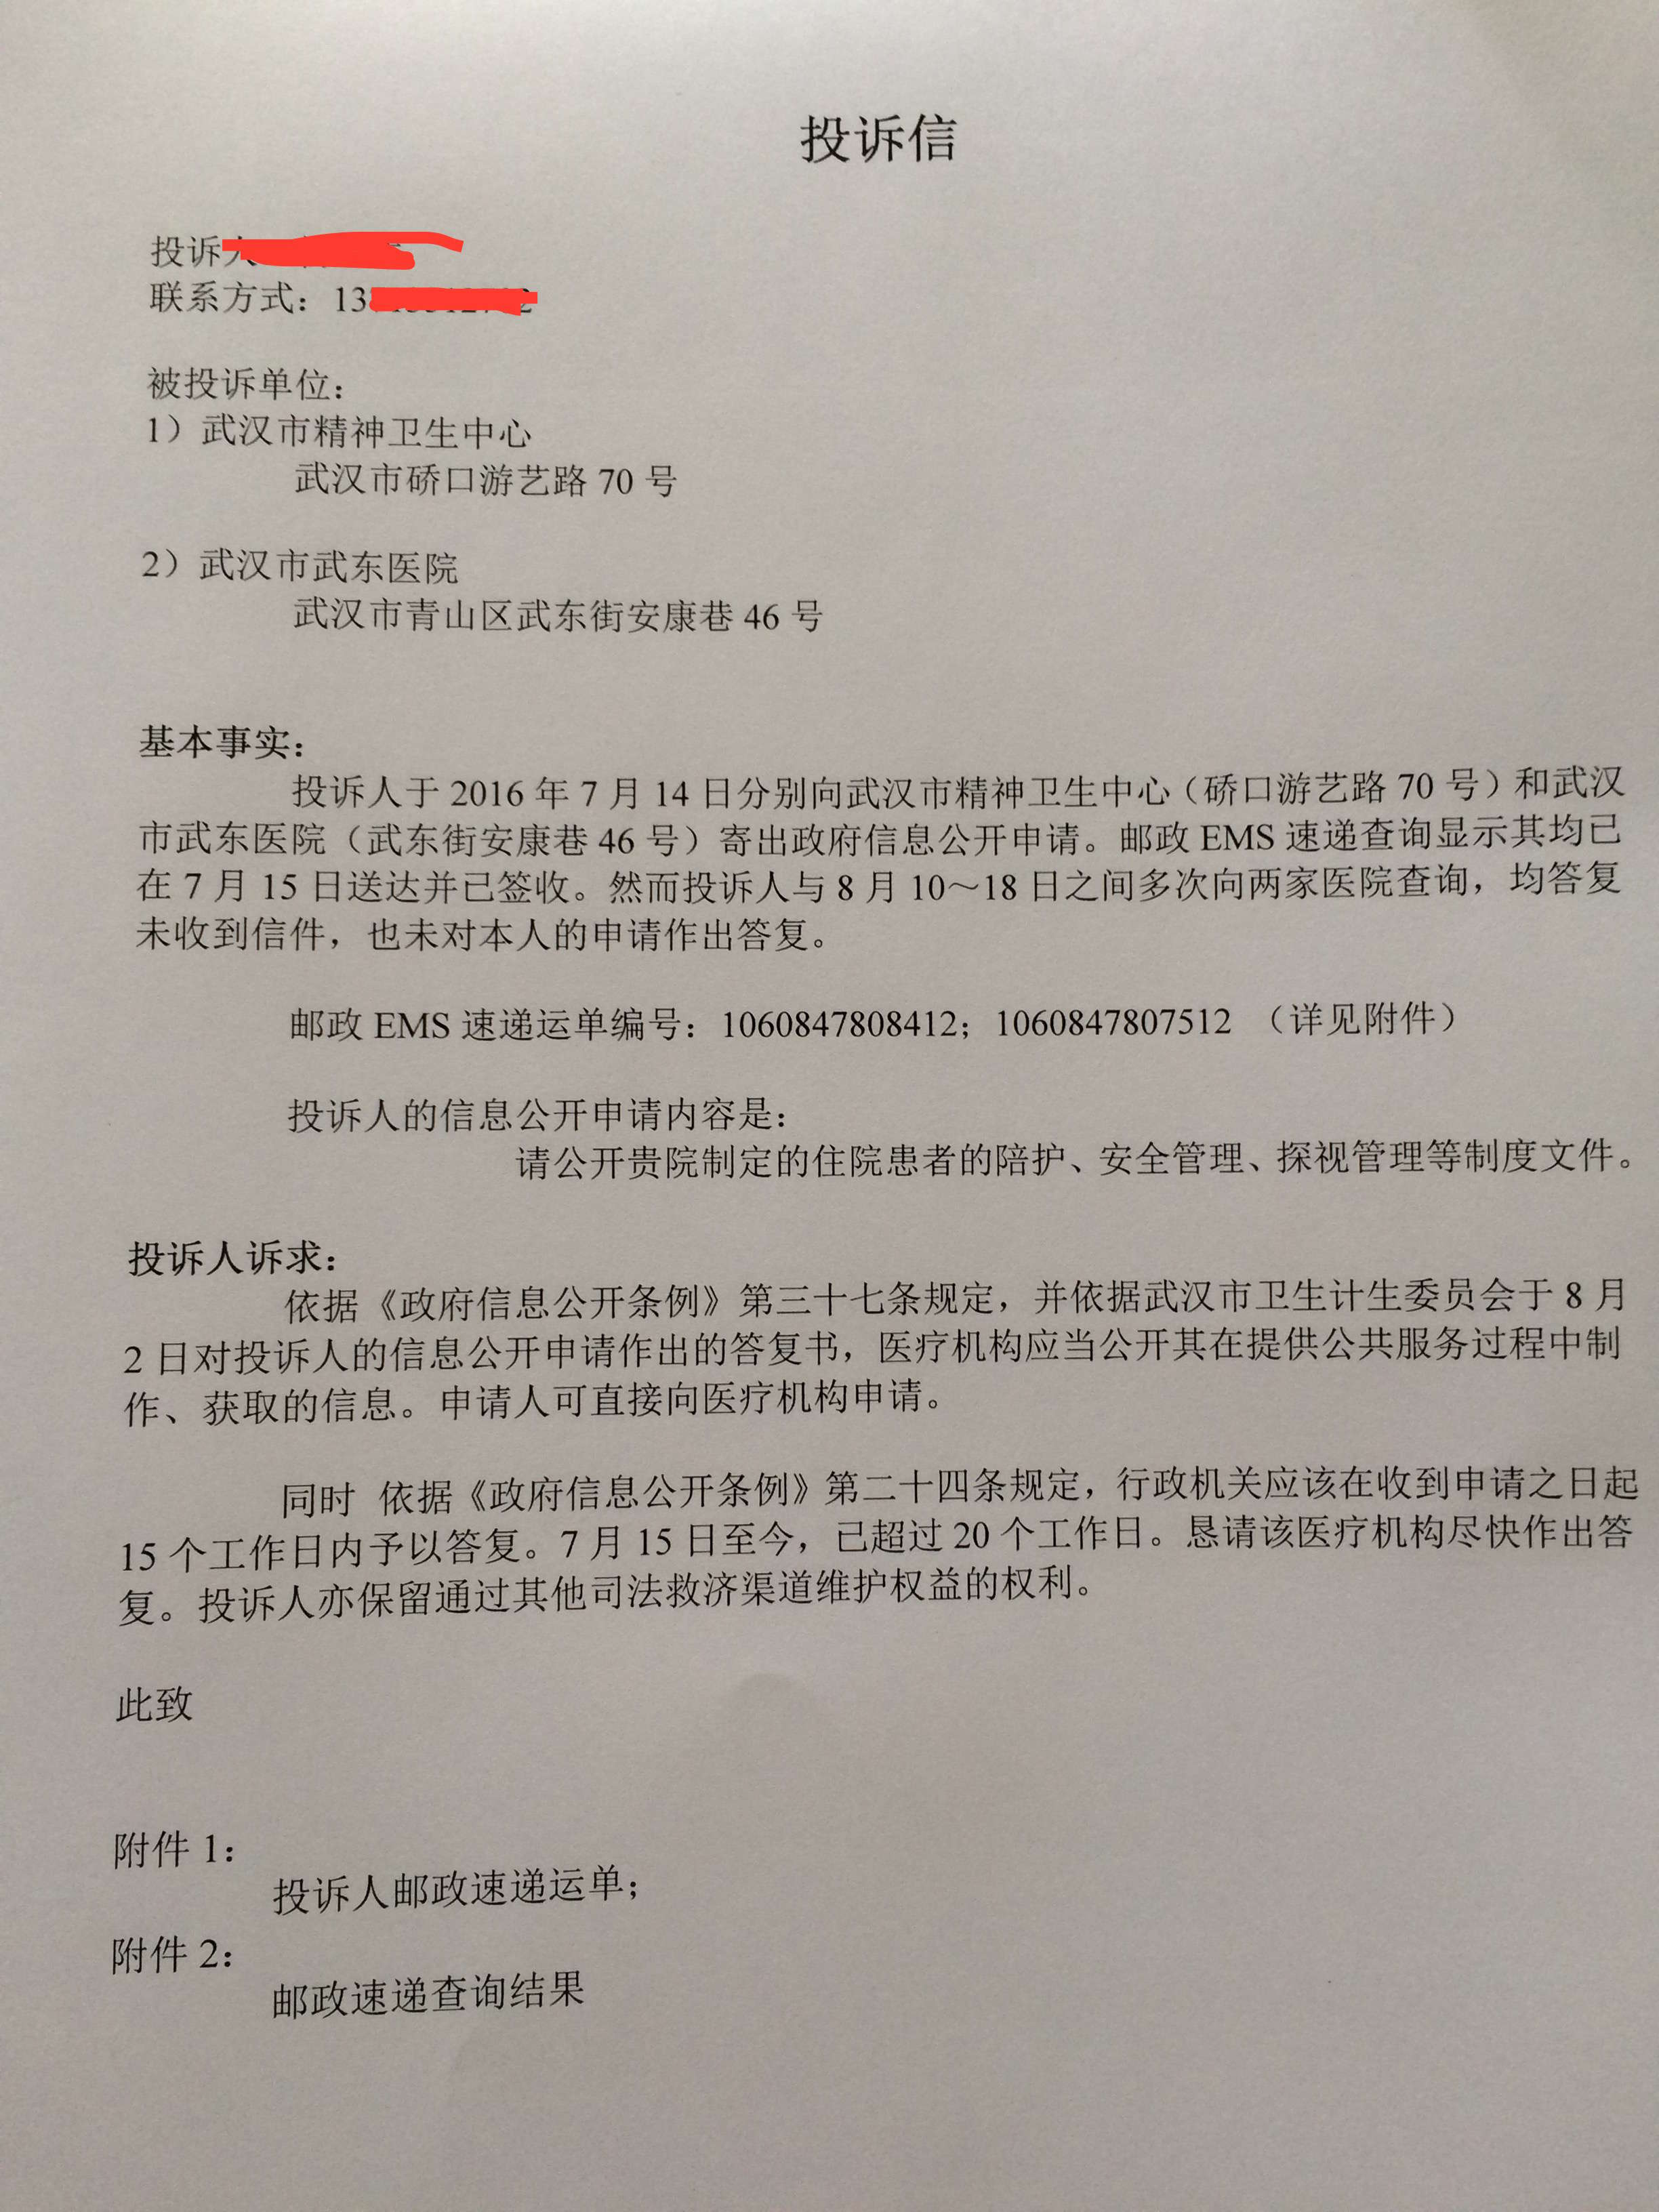 投诉信
投诉人
联系方式：13
被投诉单位：
1）武汉市精神卫生中心
武汉市硚口游艺路 70 号
2）武汉市武东医院
武汉市青山区武东街安康巷 46 号
基本事实：
投诉人于 2016 年 7 月 14 日分别向武汉市精神卫生中心（硚口游艺路 70 号）和武汉
市武东医院（武东街安康巷 46 号）寄出政府信息公开申请。邮政 EMS 速递查询显示其均已
在 7 月 15 日送达并已签收。然而投诉人与 8 月 10～18 日之间多次向两家医院查询，均答复
未收到信件，也未对本人的申请作出答复。
邮政 EMS 速递运单编号：1060847808412；1060847807512 （详见附件）
投诉人的信息公开申请内容是：
请公开贵院制定的住院患者的陪护、安全管理、探视管理等制度文件。
投诉人诉求：
依据《政府信息公开条例》第三十七条规定，并依据武汉市卫生计生委员会于 8 月
2 日对投诉人的信息公开申请作出的答复书，医疗机构应当公开其在提供公共服务过程中制
作、获取的信息。申请人可直接向医疗机构申请。
同时 依据《政府信息公开条例》第二十四条规定，行政机关应该在收到申请之日起
15 个工作日内予以答复。7 月 15 日至今，已超过 20 个工作日。恳请该医疗机构尽快作出答
复。投诉人亦保留通过其他司法救济渠道维护权益的权利。
此致
附件 1：
投诉人邮政速递运单；
附件 2：
邮政速递查询结果